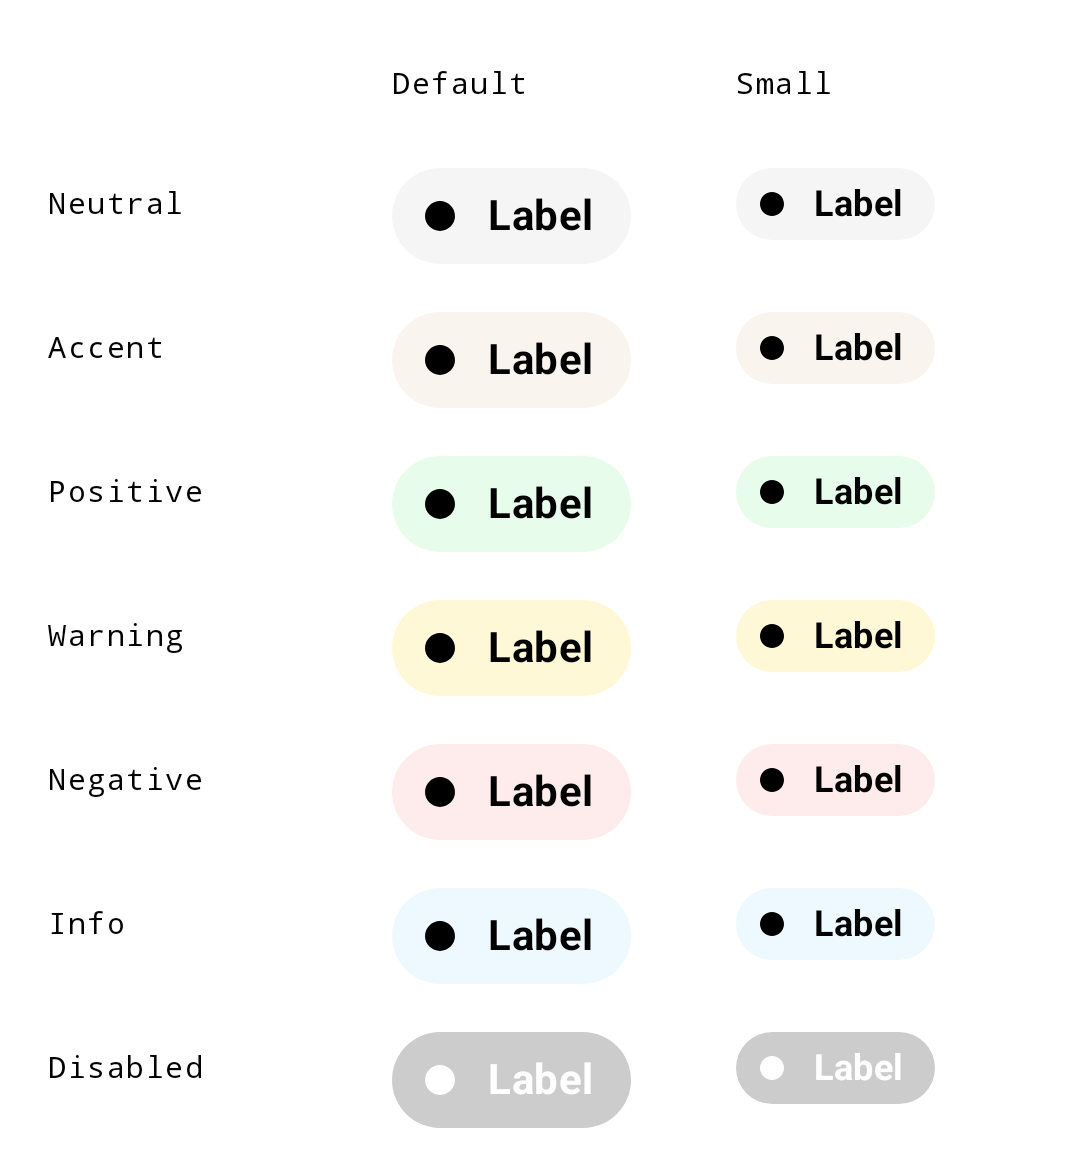 Default Small
Neutral Label Label
Accent Label Label
Positive Label Label
Warning Label Label
Negative Label Label
Info Label Label
Disabled Label Label